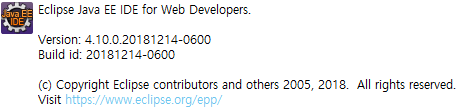 Java EE
IDE
Eclipse Java EE IDE for Web Developers.
Version: 4.10.0.20181214-0600
Build id: 20181214-0600
(c) Copyright Eclipse contributors and others 2005, 2018.  All rights reserved.
Visit https://www.eclipse.org/epp/